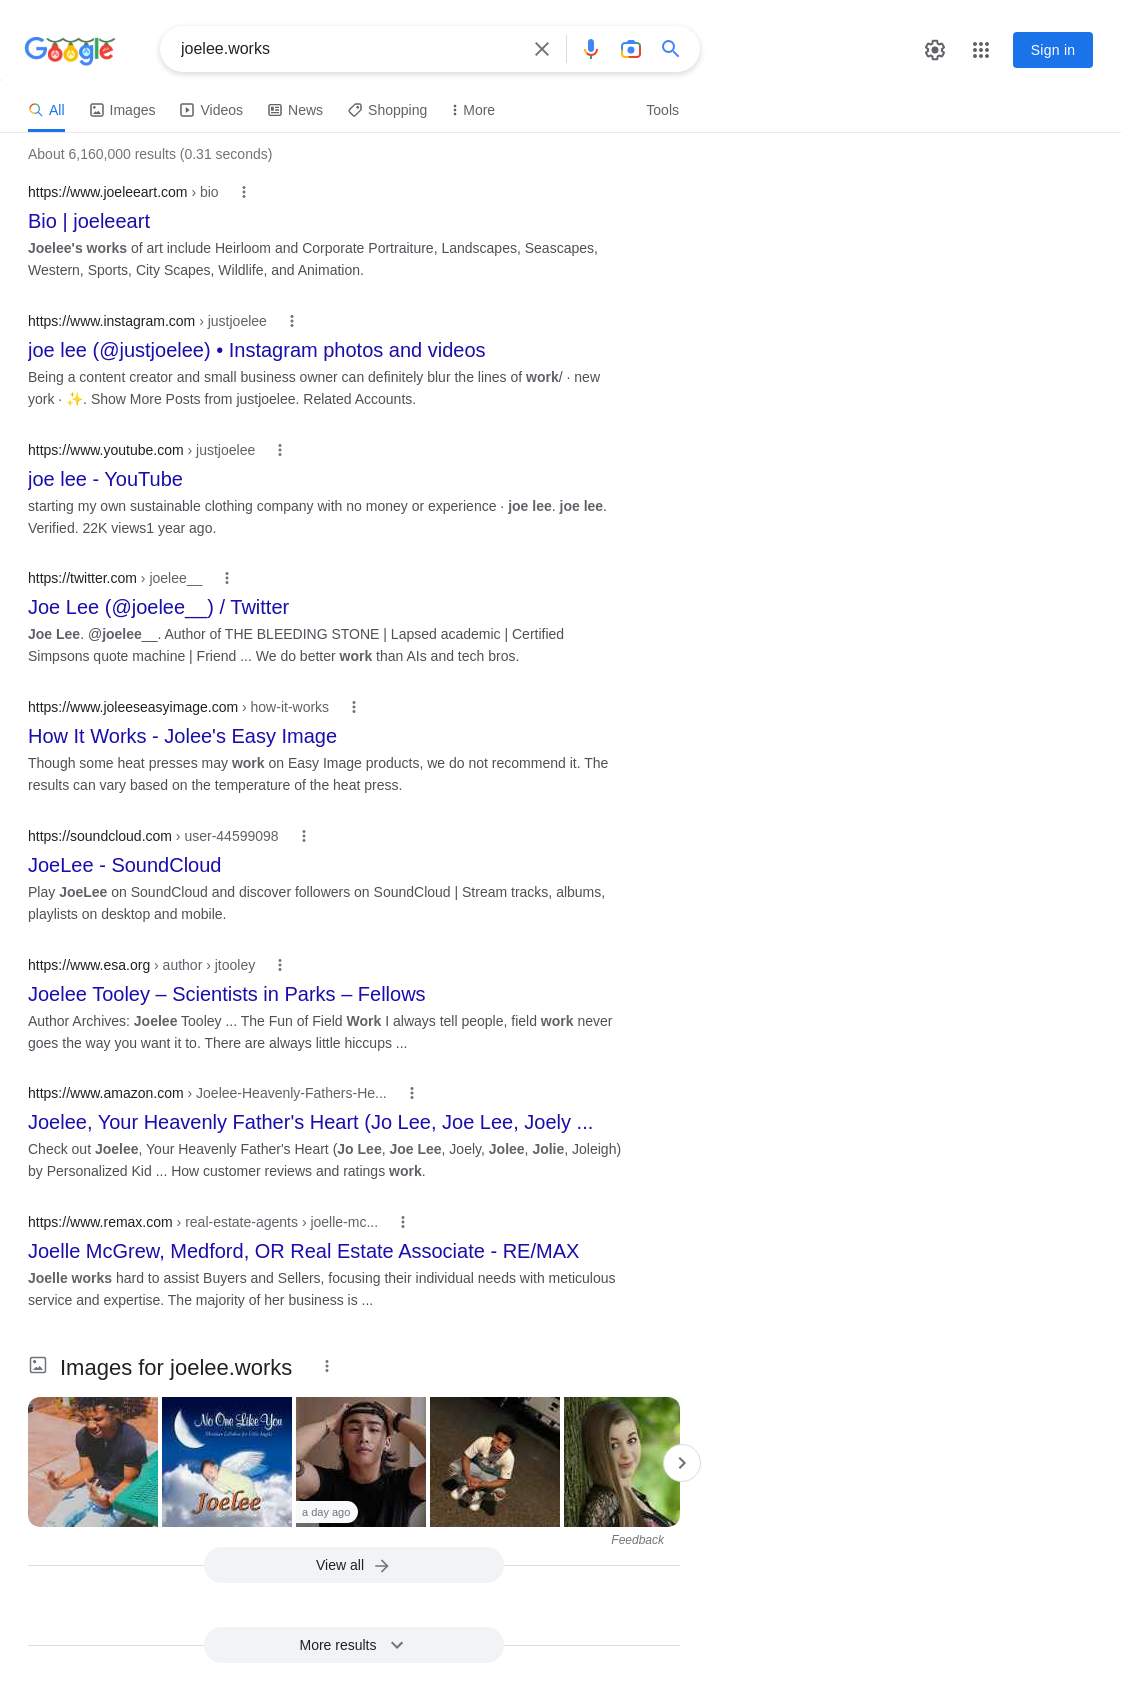 Google
joelee.works
Sign in
All
Images
Videos
News
Shopping
More
Tools
About 6,160,000 results (0.31 seconds)
https://www.joeleeart.com › bio
Bio | joeleeart
Joelee's works of art include Heirloom and Corporate Portraiture, Landscapes, Seascapes,
Western, Sports, City Scapes, Wildlife, and Animation.
https://www.instagram.com › justjoelee
joe lee (@justjoelee) • Instagram photos and videos
Being a content creator and small business owner can definitely blur the lines of work/ · new
york · ✨. Show More Posts from justjoelee. Related Accounts.
https://www.youtube.com › justjoelee
joe lee - YouTube
starting my own sustainable clothing company with no money or experience · joe lee. joe lee.
Verified. 22K views1 year ago.
https://twitter.com › joelee__
Joe Lee (@joelee__) / Twitter
Joe Lee. @joelee__. Author of THE BLEEDING STONE | Lapsed academic | Certified
Simpsons quote machine | Friend ... We do better work than AIs and tech bros.
https://www.joleeseasyimage.com › how-it-works
How It Works - Jolee's Easy Image
Though some heat presses may work on Easy Image products, we do not recommend it. The
results can vary based on the temperature of the heat press.
https://soundcloud.com › user-44599098
JoeLee - SoundCloud
Play JoeLee on SoundCloud and discover followers on SoundCloud | Stream tracks, albums,
playlists on desktop and mobile.
https://www.esa.org › author › jtooley
Joelee Tooley – Scientists in Parks – Fellows
Author Archives: Joelee Tooley ... The Fun of Field Work I always tell people, field work never
goes the way you want it to. There are always little hiccups ...
https://www.amazon.com › Joelee-Heavenly-Fathers-He...
Joelee, Your Heavenly Father's Heart (Jo Lee, Joe Lee, Joely ...
Check out Joelee, Your Heavenly Father's Heart (Jo Lee, Joe Lee, Joely, Jolee, Jolie, Joleigh)
by Personalized Kid ... How customer reviews and ratings work.
https://www.remax.com › real-estate-agents › joelle-mc...
Joelle McGrew, Medford, OR Real Estate Associate - RE/MAX
Joelle works hard to assist Buyers and Sellers, focusing their individual needs with meticulous
service and expertise. The majority of her business is ...
Images for joelee.works
No One Like You
Joelee
a day ago
Feedback
View all
More results